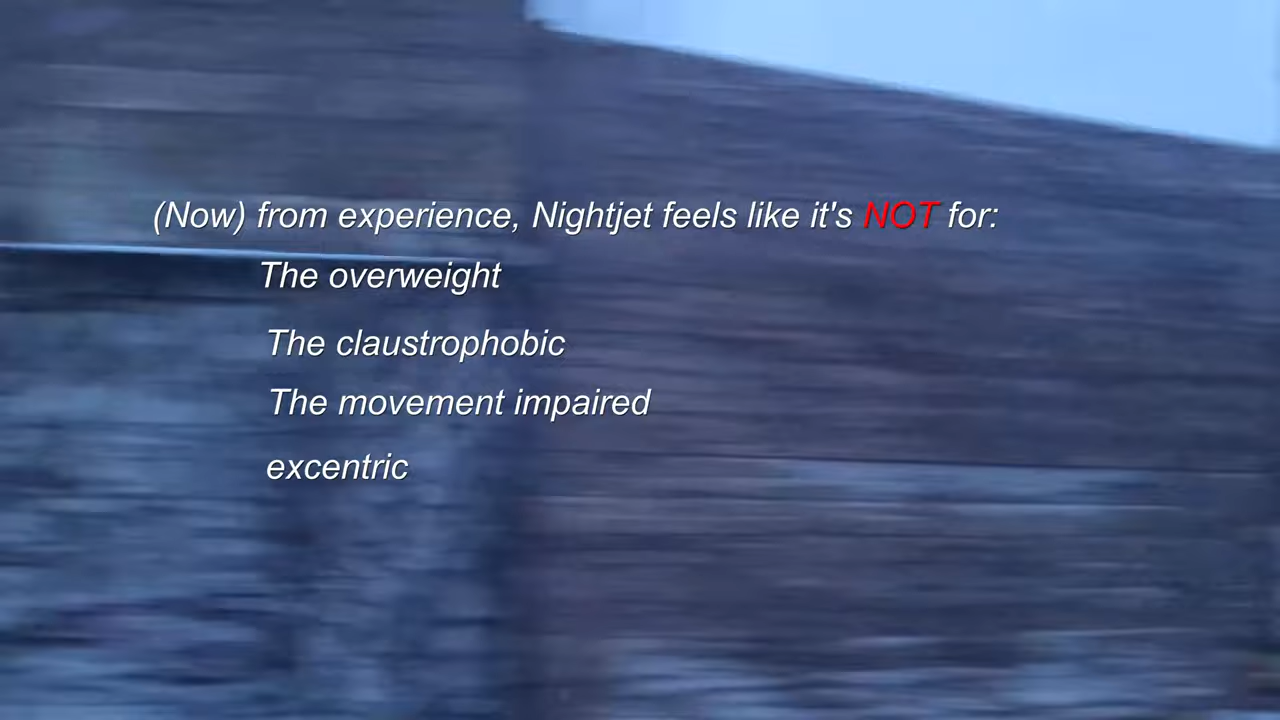 (Now) from experience, Nightjet feels like it's NOT for:
The overweight
The claustrophobic
The movement impaired
excentric